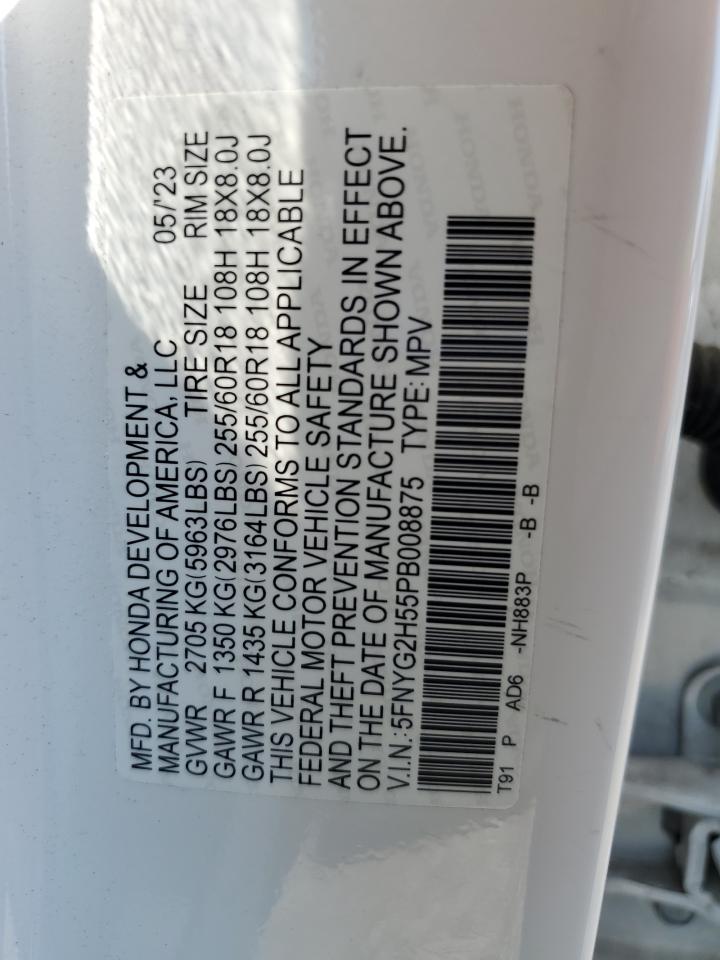 MFD. BY HONDA DEVELOPMENT &
MANUFACTURING OF AMERICA, LLC 05/'23
GVWR 2705 KG(5963LBS) TIRE SIZE RIM SIZE
GAWR F 1350 KG(2976LBS) 255/60R18 108H 18X8.0J
GAWR R 1435 KG(3164LBS) 255/60R18 108H 18X8.0J
THIS VEHICLE CONFORMS TO ALL APPLICABLE
FEDERAL MOTOR VEHICLE SAFETY
AND THEFT PREVENTION STANDARDS IN EFFECT
ON THE DATE OF MANUFACTURE SHOWN ABOVE.
V.I.N.:5FNYG2H55PB008875 TYPE: MPV
T91 P AD6 -NH883P -B -B
HONDA